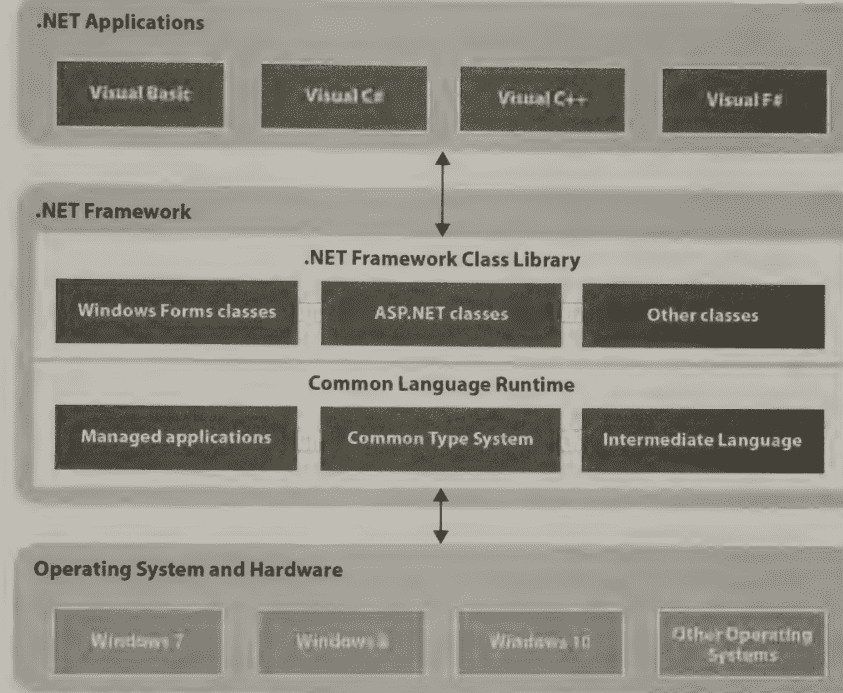 .NET Applications
Visual Basic
Visual C#
Visual C++
Visual F#
.NET Framework
.NET Framework Class Library
Windows Forms classes
ASP.NET classes
Other classes
Common Language Runtime
Managed applications
Common Type System
Intermediate Language
Operating System and Hardware
Windows 7
Windows 8
Windows 10
Other Operating
Systems